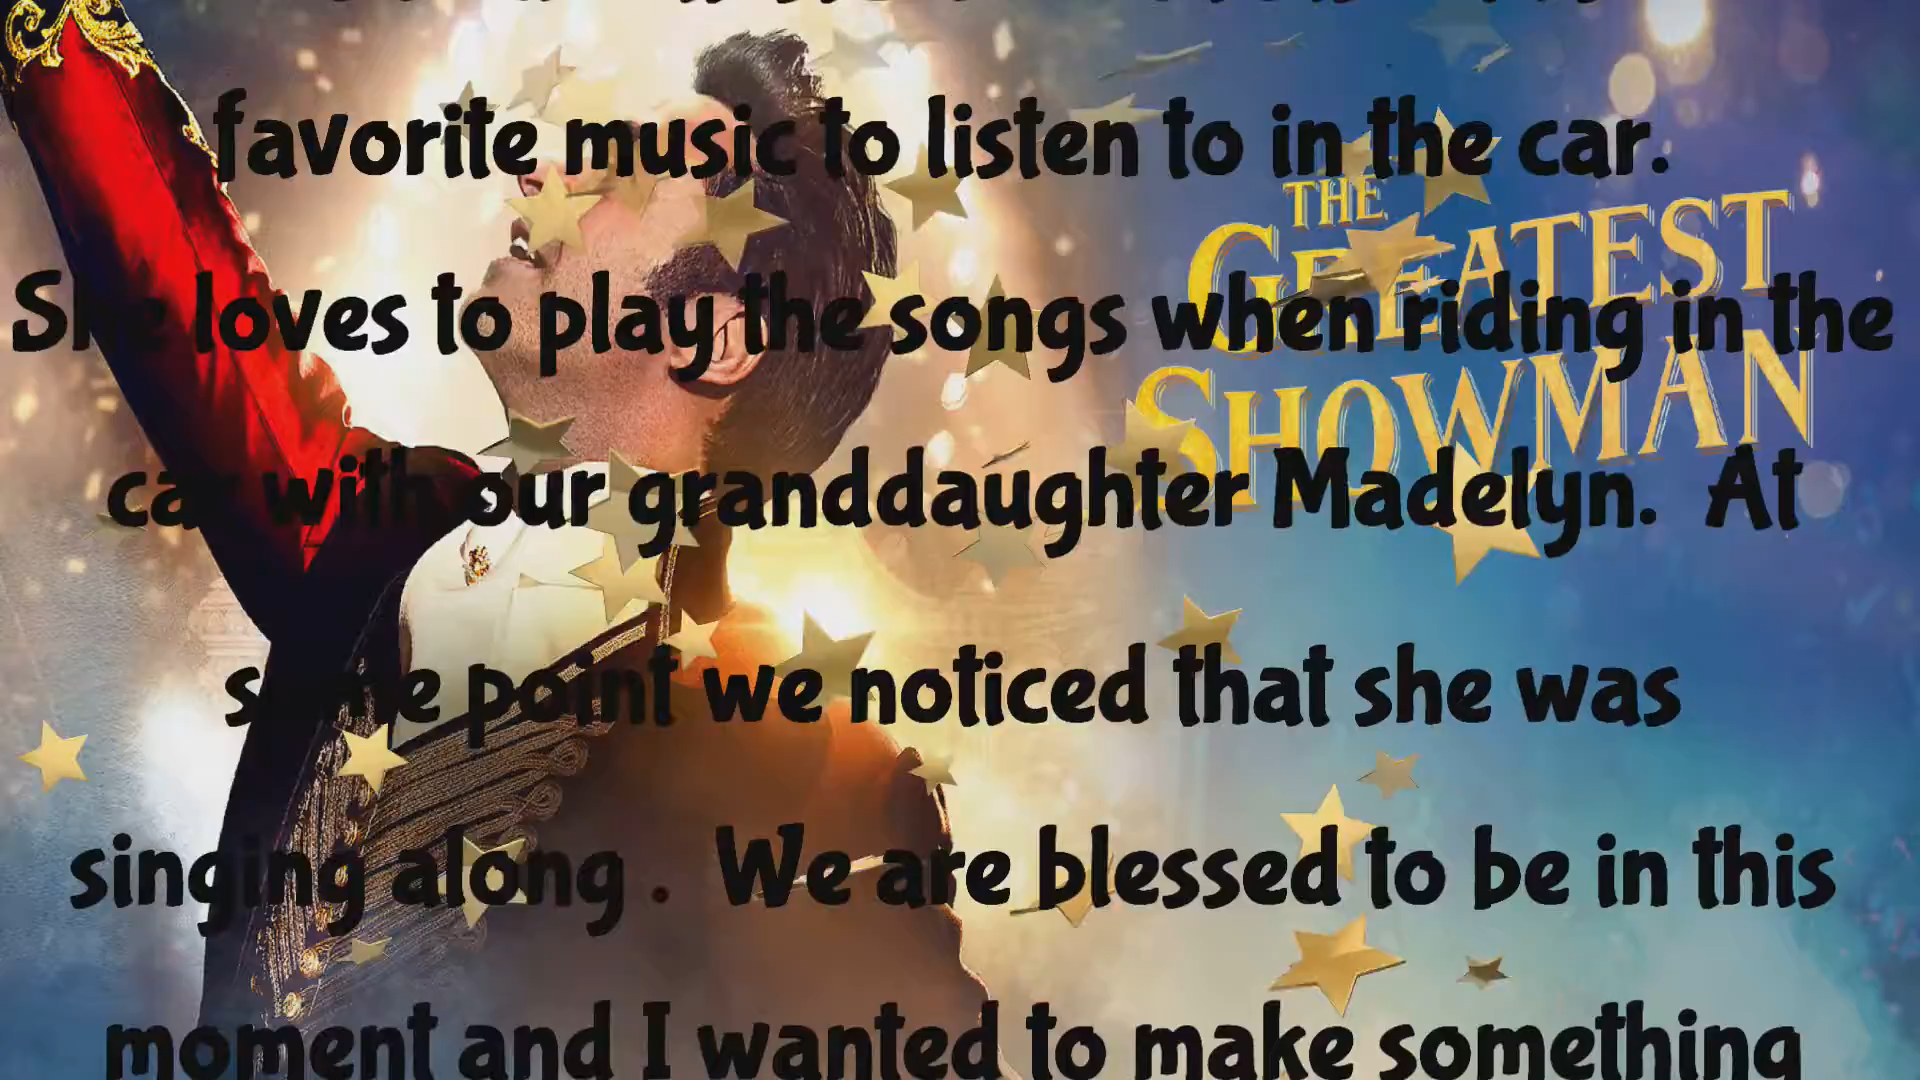 favorite music to listen to in the car.
THE
GREATEST
SHOWMAN
She loves to play the songs when riding in the
car with our granddaughter Madelyn. At
some point we noticed that she was
singing along . We are blessed to be in this
moment and I wanted to make something